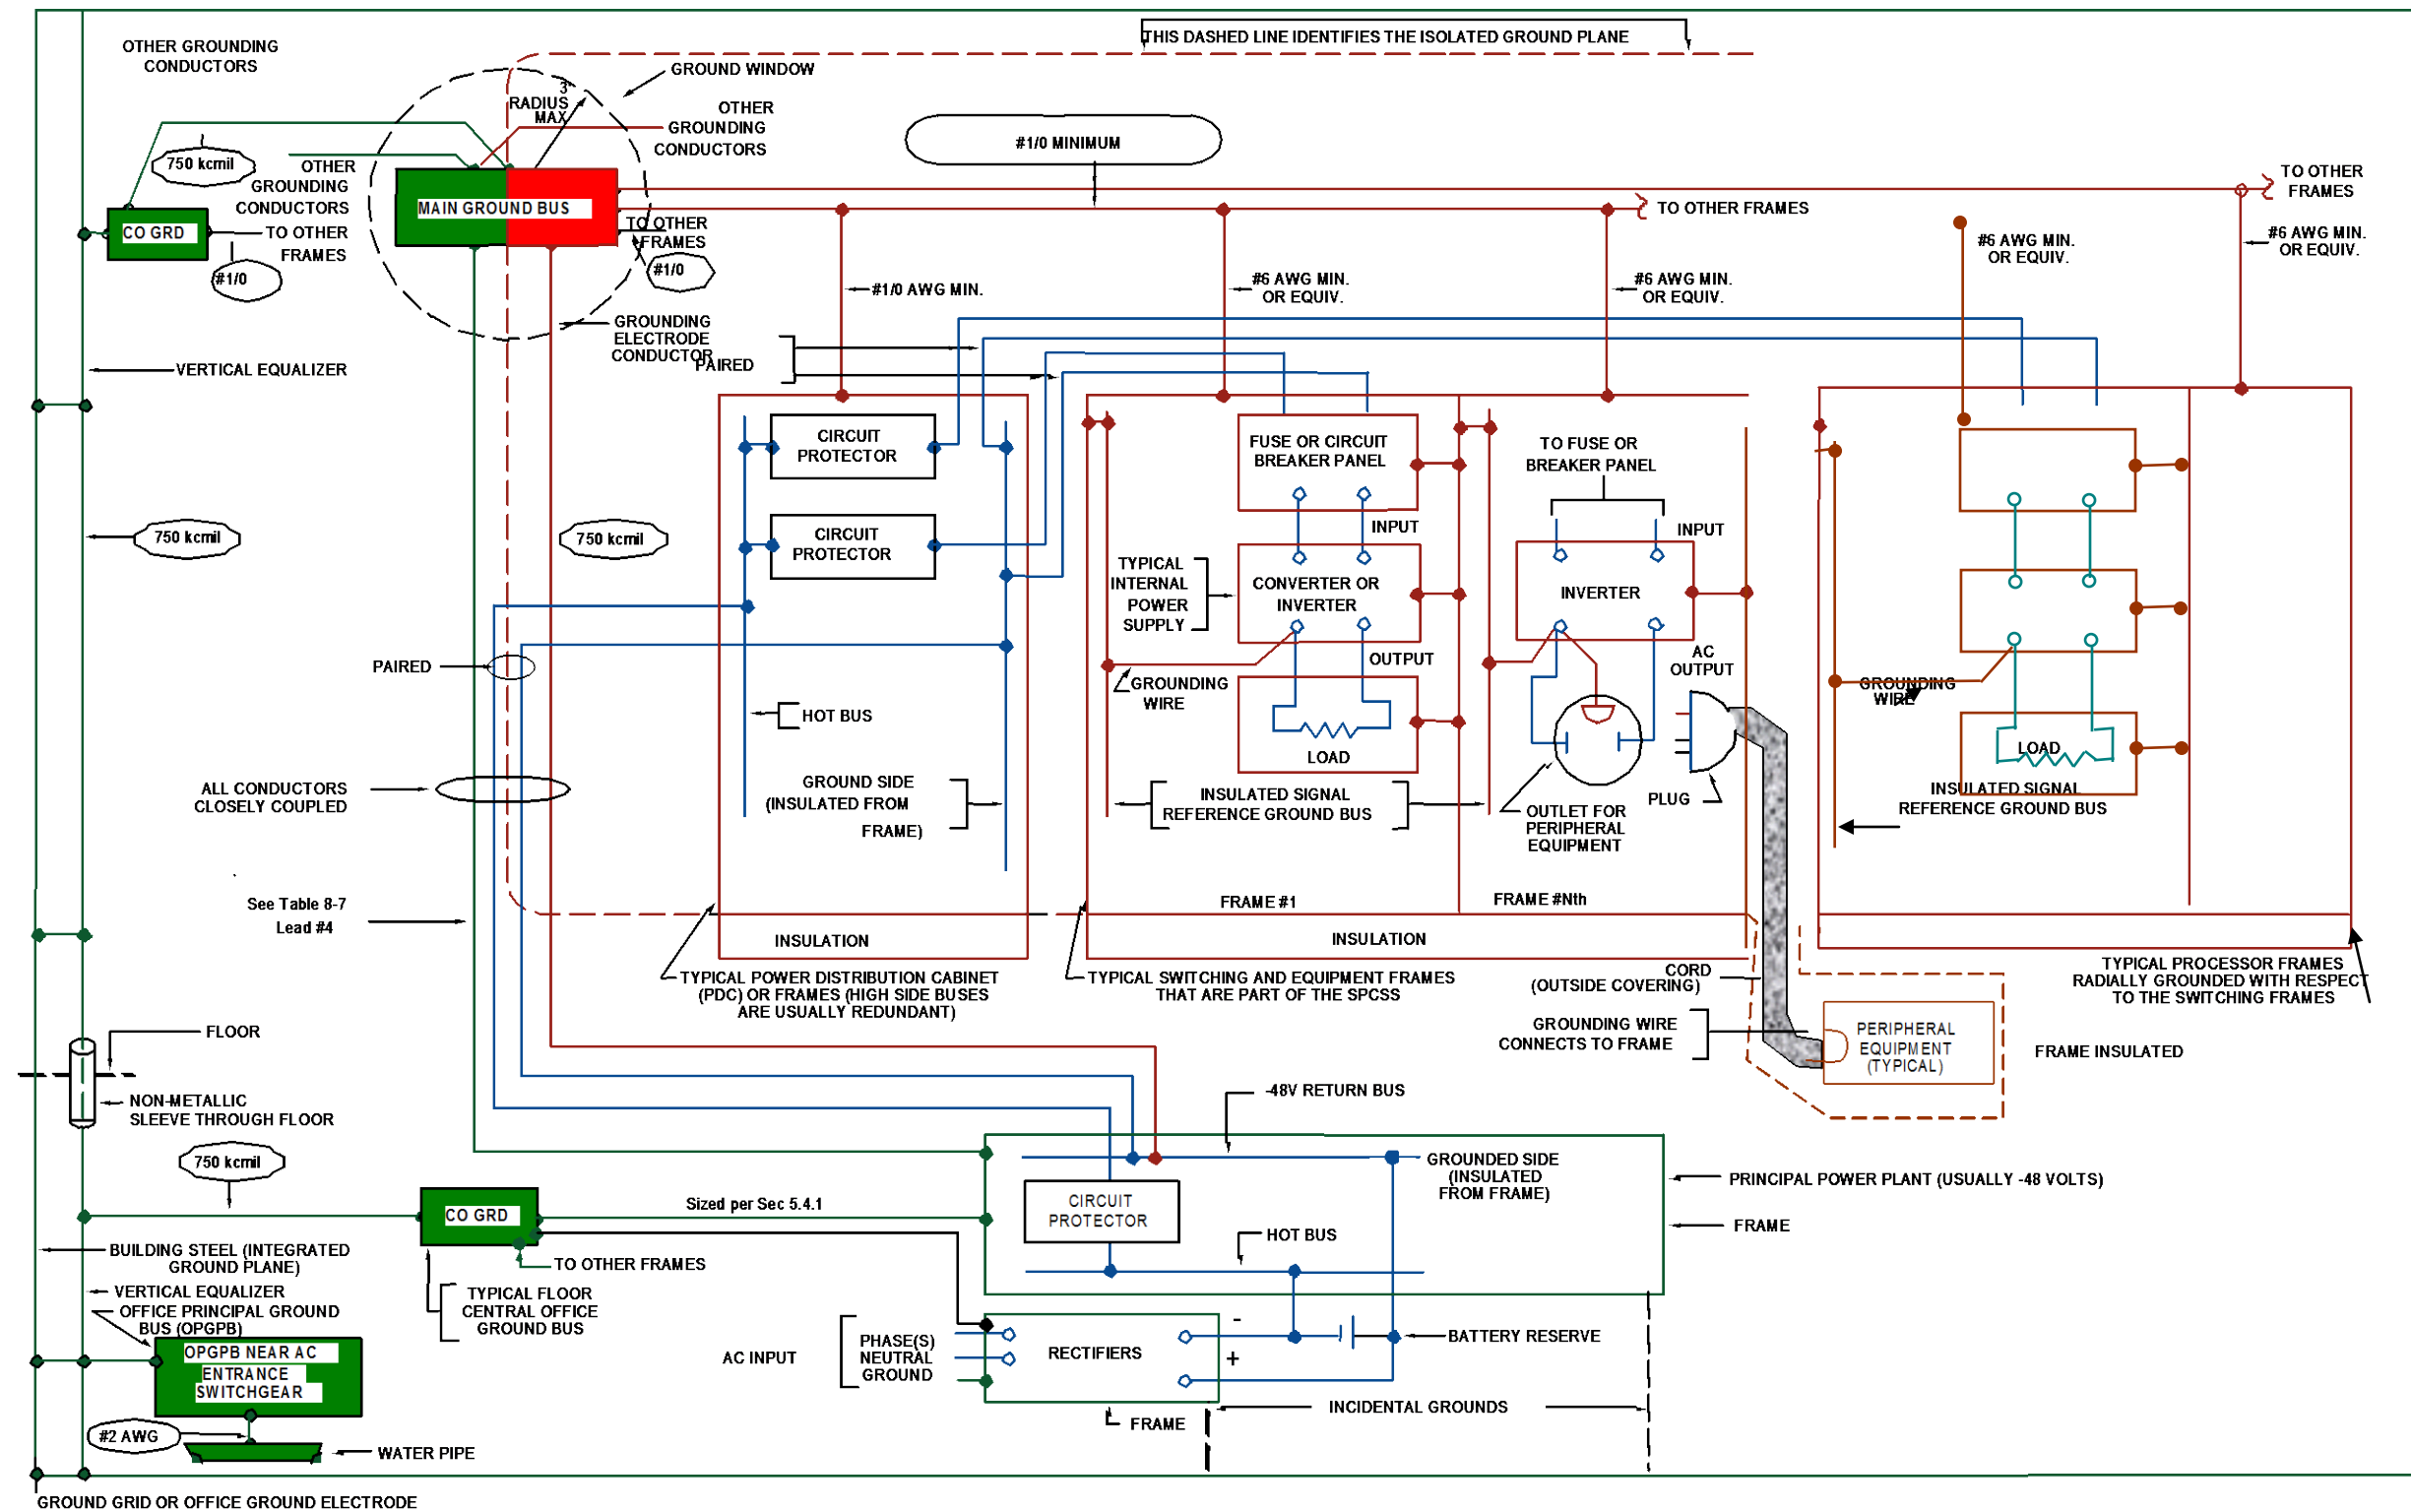 THIS DASHED LINE IDENTIFIES THE ISOLATED GROUND PLANE
OTHER GROUNDING
CONDUCTORS
GROUND WINDOW
3'
RADIUS
MAX
OTHER
GROUNDING
CONDUCTORS
#1/0 MINIMUM
750 kcmil
OTHER
GROUNDING
CONDUCTORS
MAIN GROUND BUS
CO GRD
TO OTHER
FRAMES
#1/0
TO OTHER
FRAMES
#1/0
TO OTHER FRAMES
TO OTHER
FRAMES
#6 AWG MIN.
OR EQUIV.
#6 AWG MIN.
OR EQUIV.
#1/0 AWG MIN.
#6 AWG MIN.
OR EQUIV.
#6 AWG MIN.
OR EQUIV.
GROUNDING
ELECTRODE
CONDUCTOR
PAIRED
VERTICAL EQUALIZER
CIRCUIT
PROTECTOR
FUSE OR CIRCUIT
BREAKER PANEL
TO FUSE OR
BREAKER PANEL
750 kcmil
750 kcmil
CIRCUIT
PROTECTOR
INPUT
INPUT
TYPICAL
INTERNAL
POWER
SUPPLY
CONVERTER OR
INVERTER
INVERTER
PAIRED
OUTPUT
AC
OUTPUT
GROUNDING
WIRE
GROUNDING
WIRE
HOT BUS
LOAD
LOAD
ALL CONDUCTORS
CLOSELY COUPLED
GROUND SIDE
(INSULATED FROM
FRAME)
INSULATED SIGNAL
REFERENCE GROUND BUS
OUTLET FOR
PERIPHERAL
EQUIPMENT
PLUG
INSULATED SIGNAL
REFERENCE GROUND BUS
See Table 8-7
Lead #4
FRAME #1
FRAME #Nth
INSULATION
INSULATION
TYPICAL POWER DISTRIBUTION CABINET
(PDC) OR FRAMES (HIGH SIDE BUSES
ARE USUALLY REDUNDANT)
TYPICAL SWITCHING AND EQUIPMENT FRAMES
THAT ARE PART OF THE SPCSS
CORD
(OUTSIDE COVERING)
TYPICAL PROCESSOR FRAMES
RADIALLY GROUNDED WITH RESPECT
TO THE SWITCHING FRAMES
FLOOR
GROUNDING WIRE
CONNECTS TO FRAME
PERIPHERAL
EQUIPMENT
(TYPICAL)
FRAME INSULATED
NON-METALLIC
SLEEVE THROUGH FLOOR
-48V RETURN BUS
750 kcmil
GROUNDED SIDE
(INSULATED
FROM FRAME)
PRINCIPAL POWER PLANT (USUALLY -48 VOLTS)
CO GRD
Sized per Sec 5.4.1
CIRCUIT
PROTECTOR
FRAME
HOT BUS
BUILDING STEEL (INTEGRATED
GROUND PLANE)
TO OTHER FRAMES
VERTICAL EQUALIZER
TYPICAL FLOOR
CENTRAL OFFICE
GROUND BUS
OFFICE PRINCIPAL GROUND
BUS (OPGPB)
OPGPB NEAR AC
ENTRANCE
SWITCHGEAR
AC INPUT
PHASE(S)
NEUTRAL
GROUND
RECTIFIERS
-
+
BATTERY RESERVE
INCIDENTAL GROUNDS
FRAME
#2 AWG
WATER PIPE
GROUND GRID OR OFFICE GROUND ELECTRODE